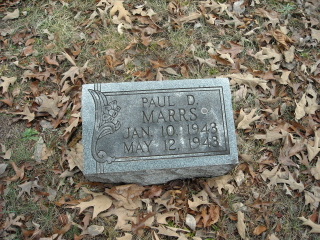 PAUL D.
MARRS
JAN. 10 1943
MAY 12, 1943